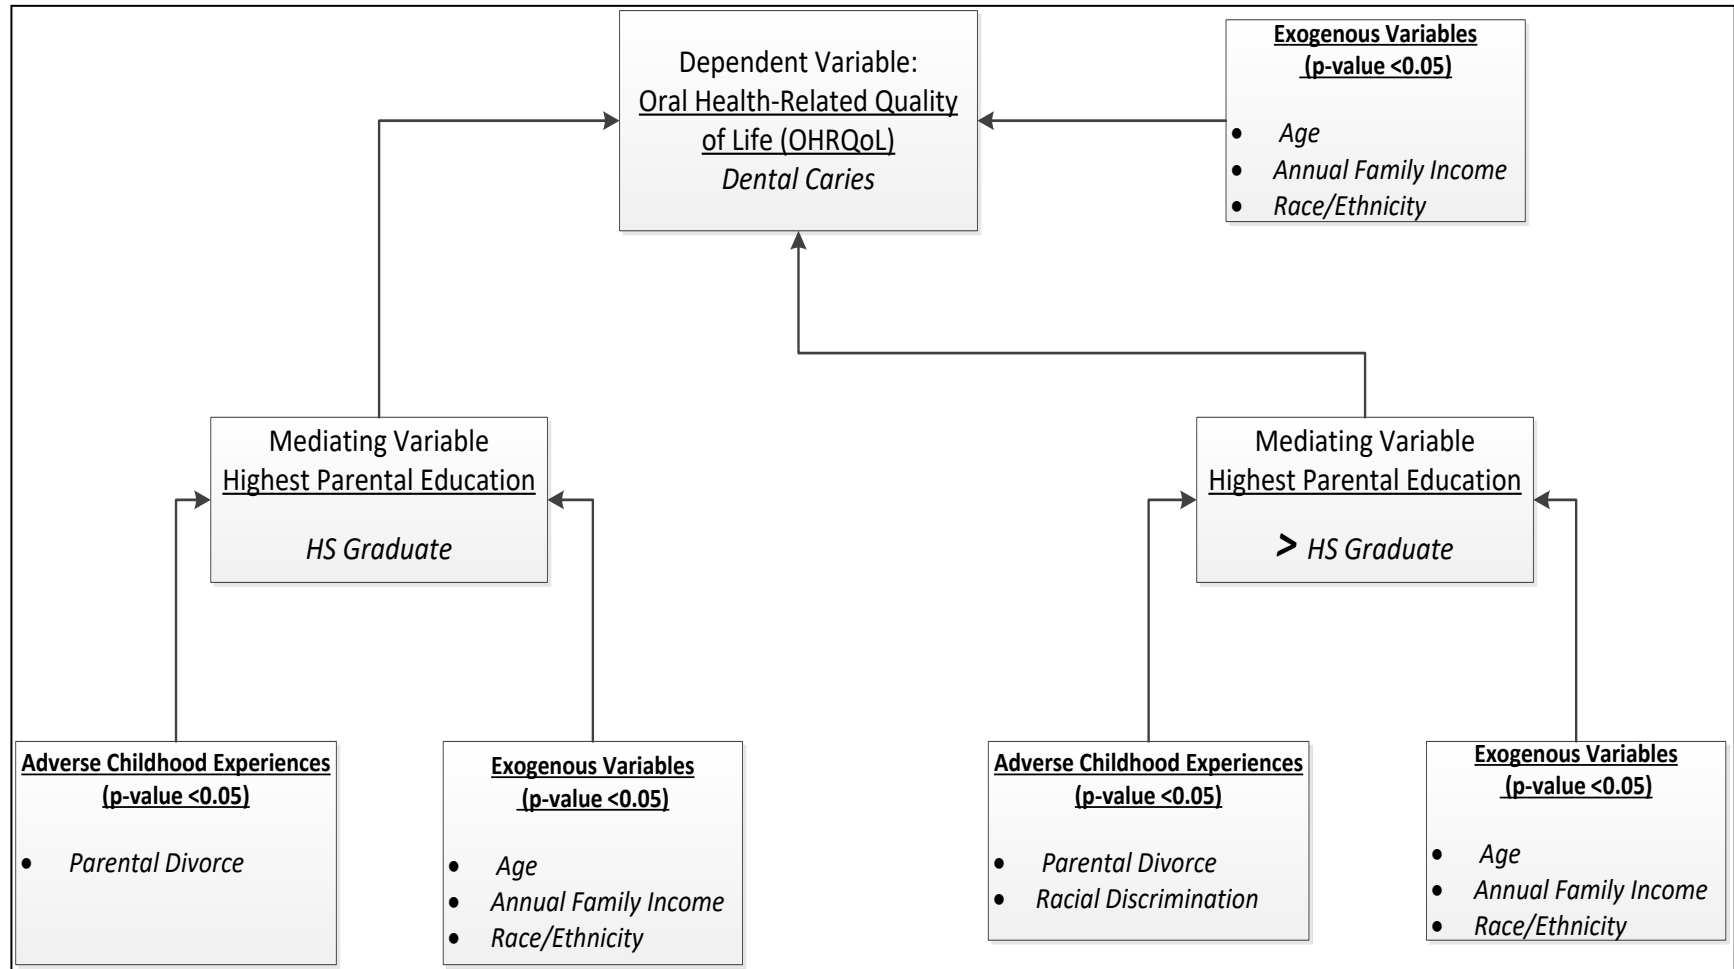 Dependent Variable:
Oral Health-Related Quality
of Life (OHRQoL)
Dental Caries
Exogenous Variables
(p-value <0.05)
• Age
• Annual Family Income
• Race/Ethnicity
Mediating Variable
Highest Parental Education
HS Graduate
Mediating Variable
Highest Parental Education
> HS Graduate
Adverse Childhood Experiences
(p-value <0.05)
• Parental Divorce
Exogenous Variables
(p-value <0.05)
• Age
• Annual Family Income
• Race/Ethnicity
Adverse Childhood Experiences
(p-value <0.05)
• Parental Divorce
• Racial Discrimination
Exogenous Variables
(p-value <0.05)
• Age
• Annual Family Income
• Race/Ethnicity